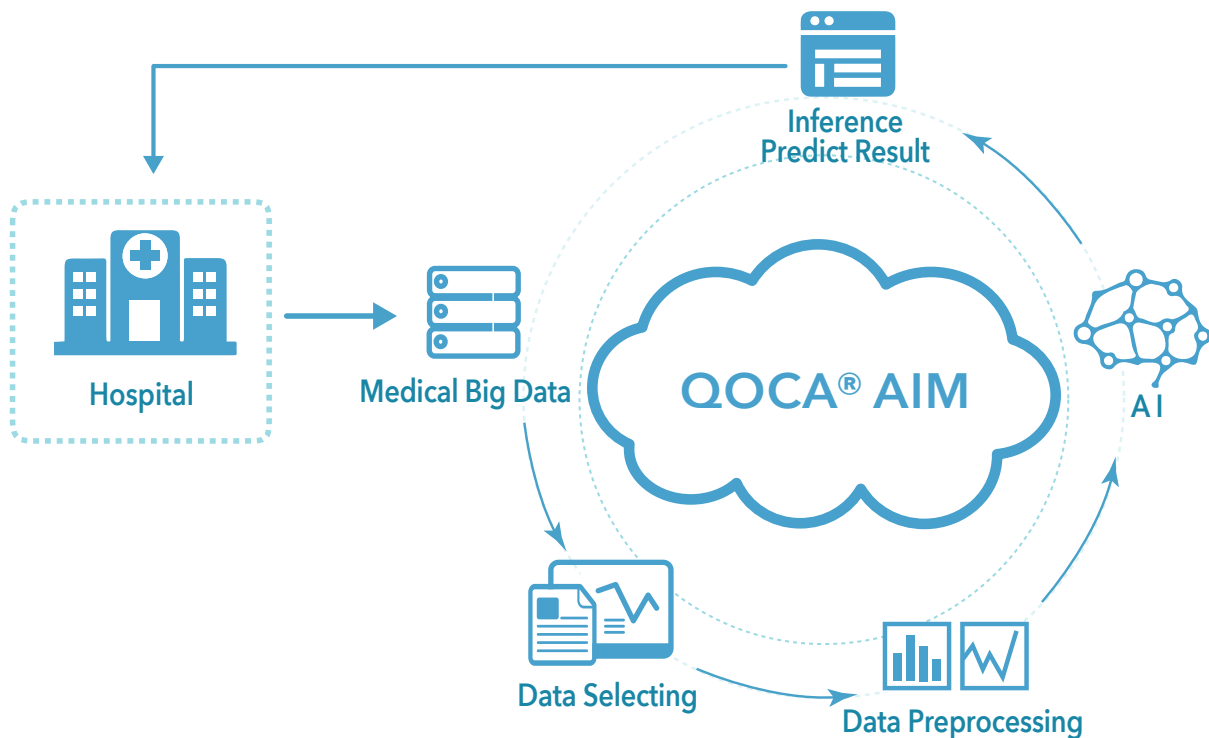 Inference
Predict Result
Hospital
Medical Big Data
QOCA® AIM
AI
Data Selecting
Data Preprocessing